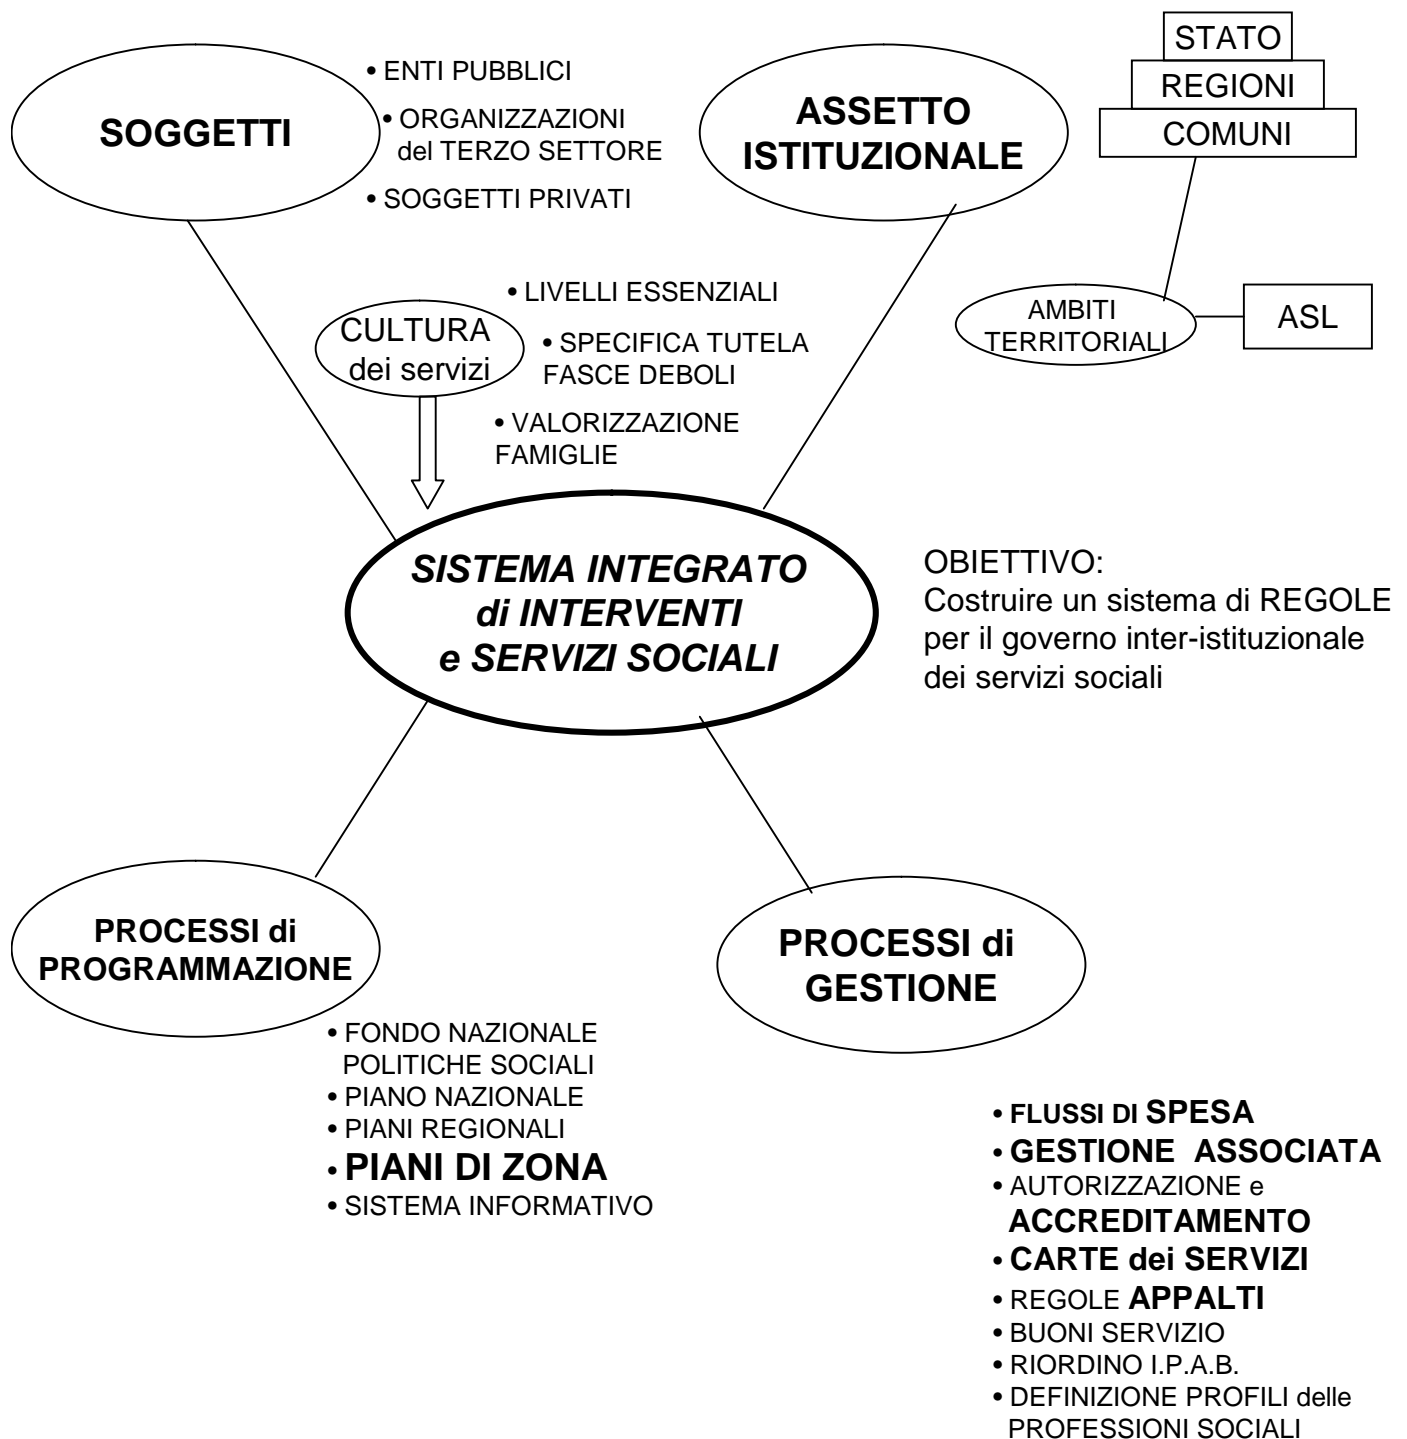 SOGGETTI
• ENTI PUBBLICI
• ORGANIZZAZIONI
del TERZO SETTORE
• SOGGETTI PRIVATI
ASSETTO
ISTITUZIONALE
STATO
REGIONI
COMUNI
AMBITI
TERRITORIALI
ASL
CULTURA
dei servizi
• LIVELLI ESSENZIALI
• SPECIFICA TUTELA
FASCE DEBOLI
• VALORIZZAZIONE
FAMIGLIE
SISTEMA INTEGRATO
di INTERVENTI
e SERVIZI SOCIALI
OBIETTIVO:
Costruire un sistema di REGOLE
per il governo inter-istituzionale
dei servizi sociali
PROCESSI di
PROGRAMMAZIONE
• FONDO NAZIONALE
POLITICHE SOCIALI
• PIANO NAZIONALE
• PIANI REGIONALI
• PIANI DI ZONA
• SISTEMA INFORMATIVO
PROCESSI di
GESTIONE
• FLUSSI DI SPESA
• GESTIONE ASSOCIATA
• AUTORIZZAZIONE e
ACCREDITAMENTO
• CARTE dei SERVIZI
• REGOLE APPALTI
• BUONI SERVIZIO
• RIORDINO I.P.A.B.
• DEFINIZIONE PROFILI delle
PROFESSIONI SOCIALI